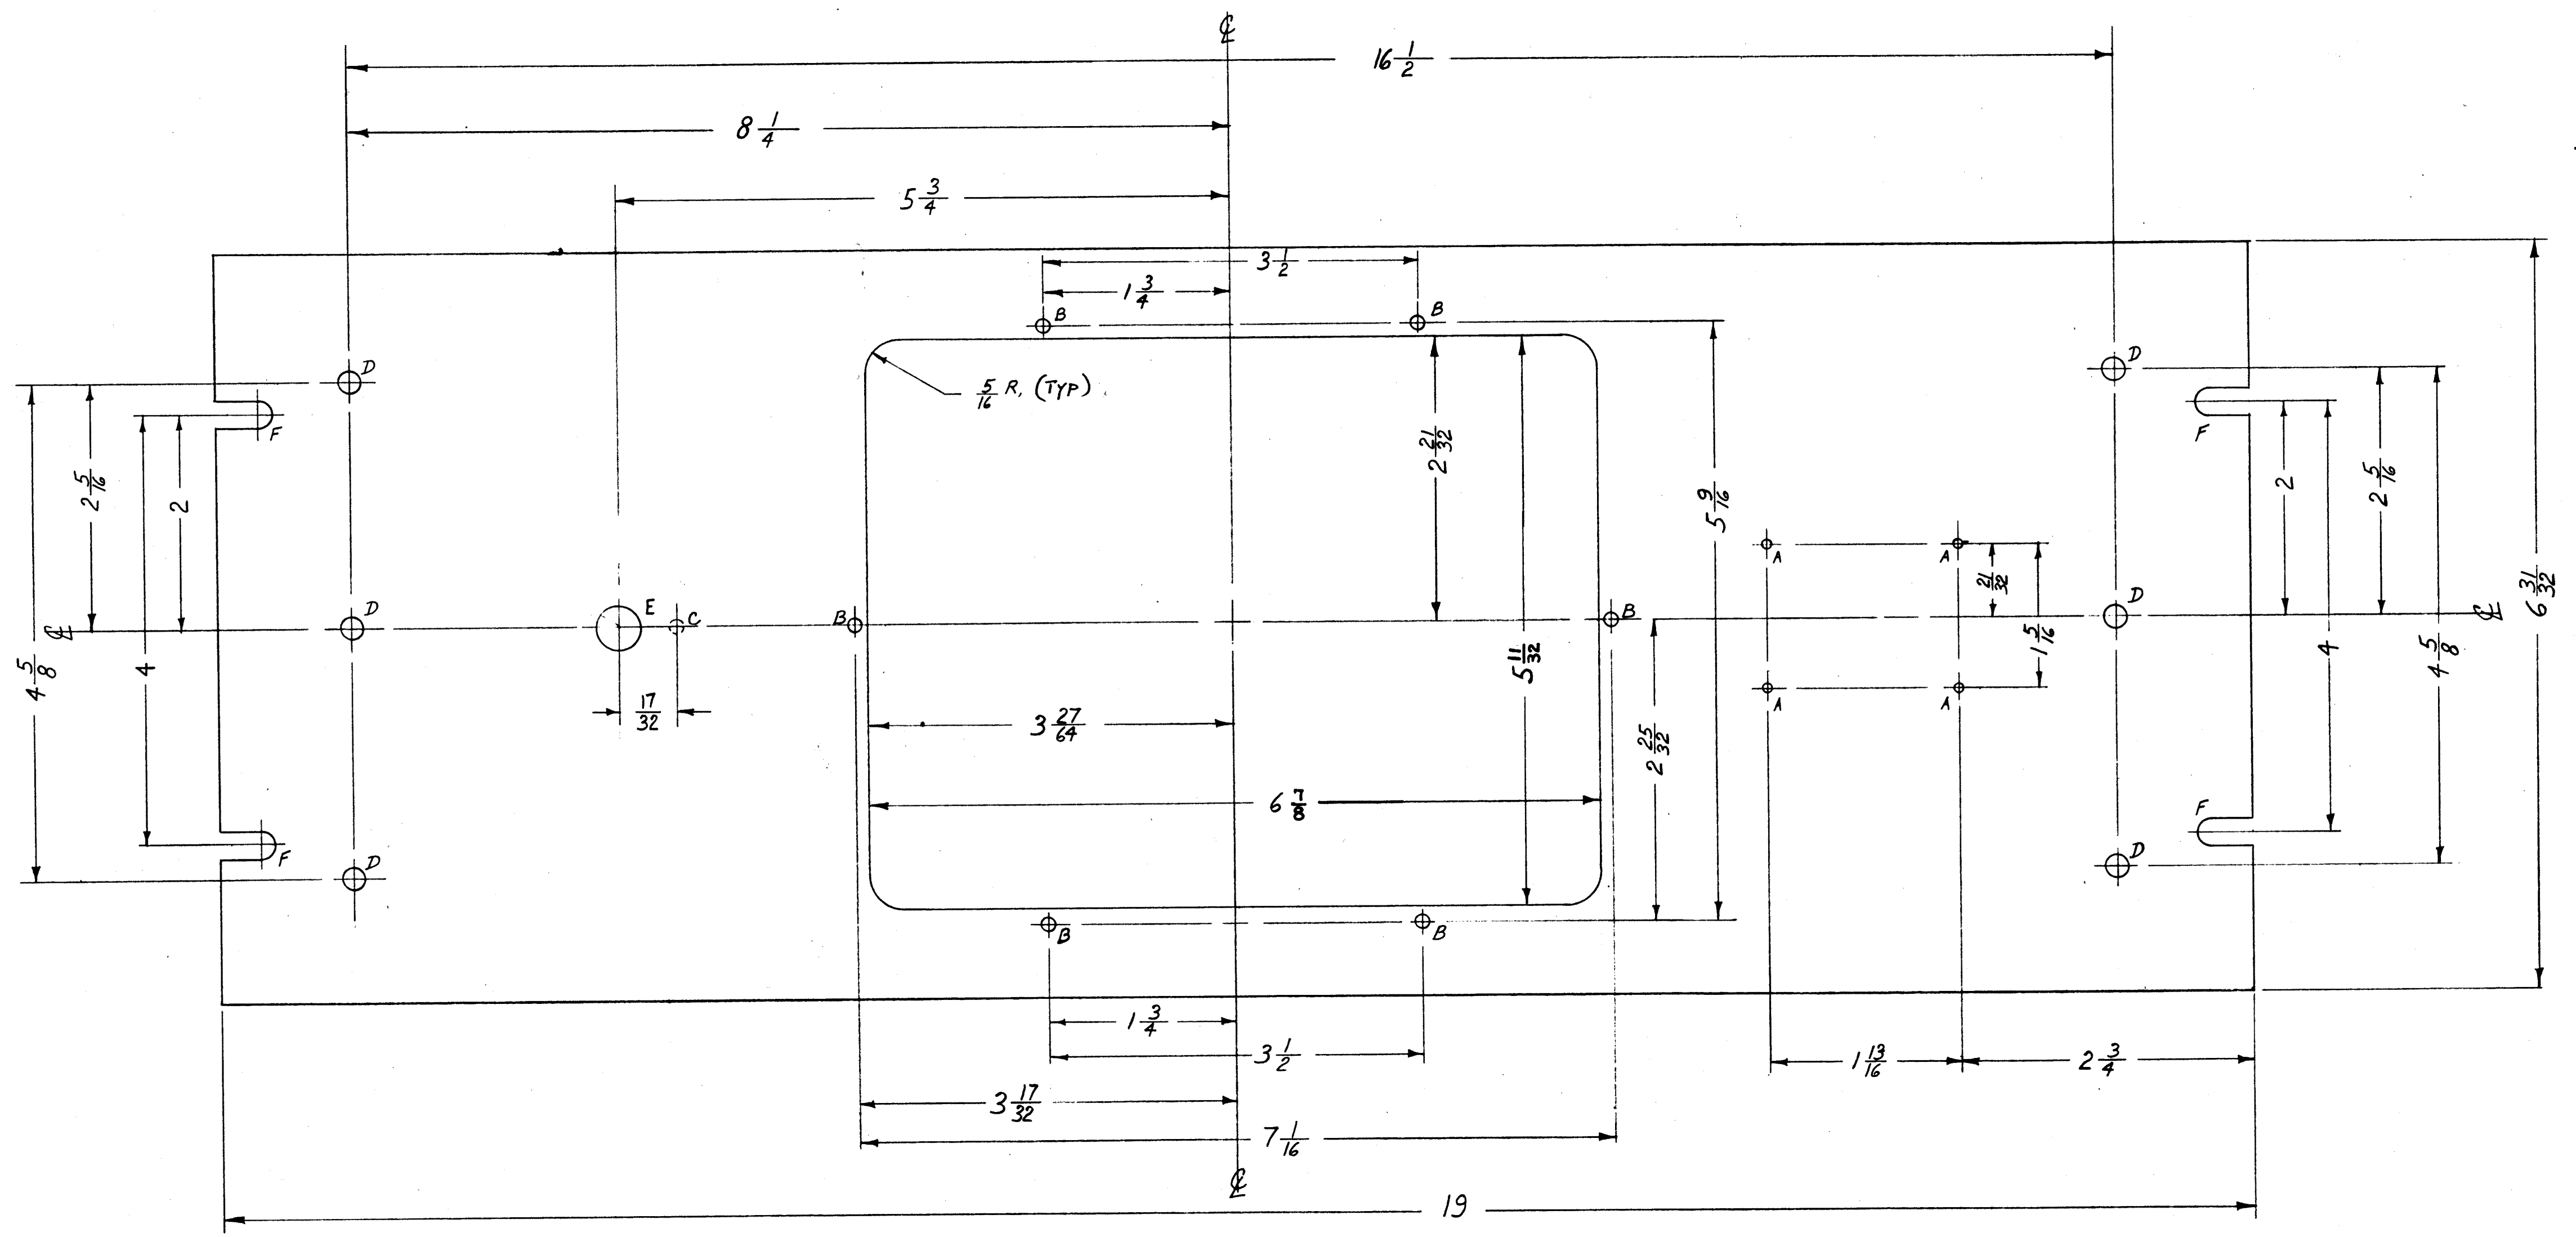 ℄
16 1/2
8 1/4
5 3/4
3 1/2
1 3/4
B
B
D
D
5/16 R. (TYP)
F
F
2 21/32
2 5/16
2
2
2 5/16
5 9/16
A
A
21/32
6 31/32
℄
D
E
C
B
B
D
℄
4 5/8
4
5 11/32
1 5/16
4
4 5/8
17/32
3 27/64
2 25/32
A
A
6 7/8
F
F
D
D
B
B
1 3/4
3 1/2
1 13/16
2 3/4
3 17/32
7 1/16
℄
19